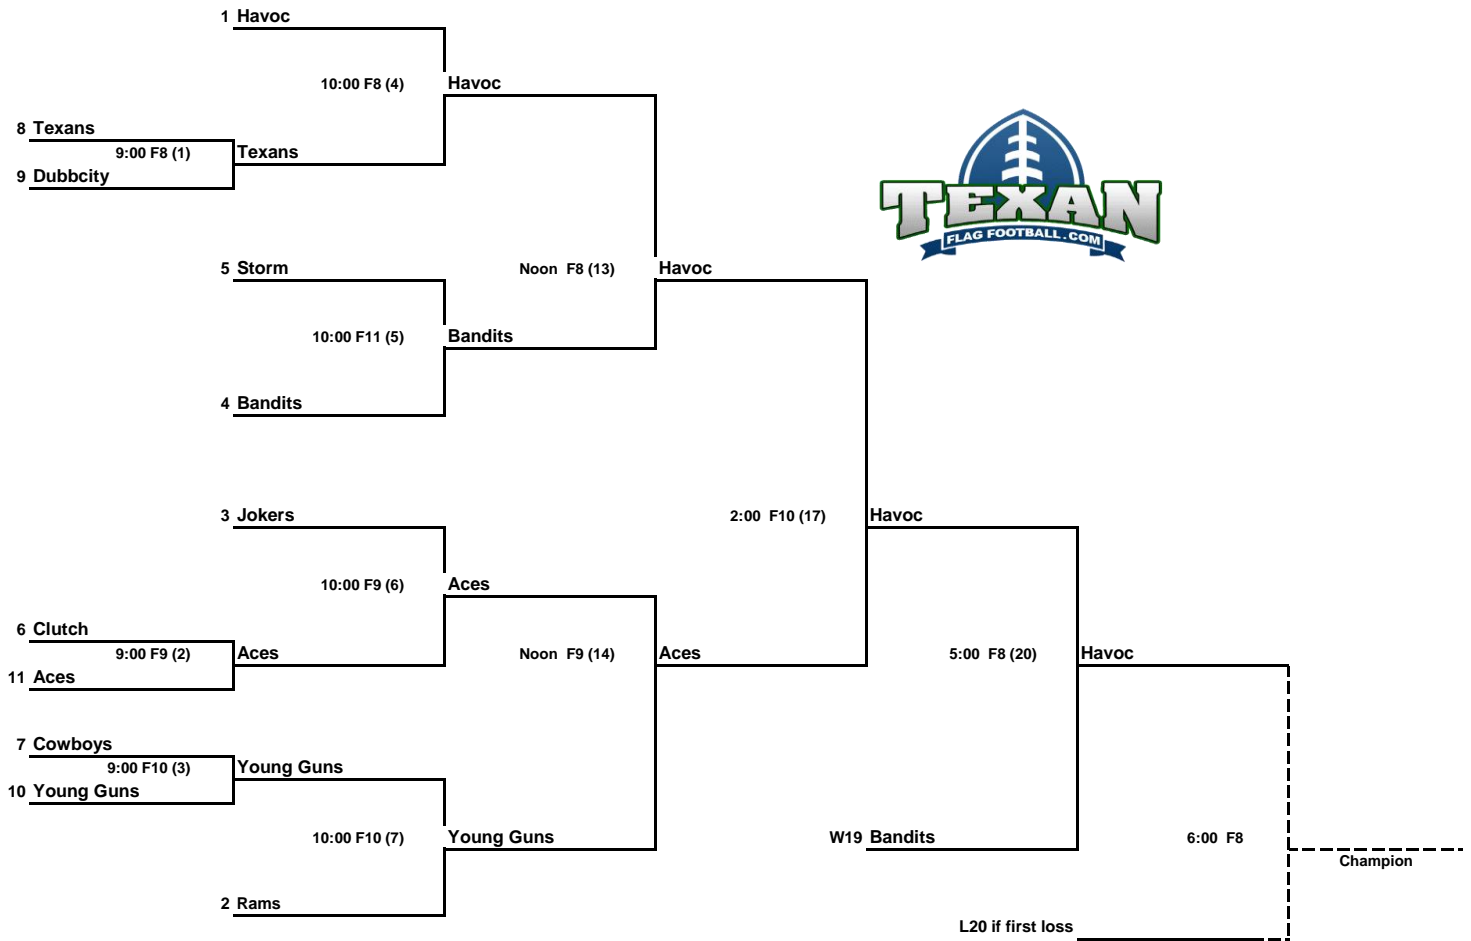 1 Havoc
10:00 F8 (4) Havoc
8 Texans
9:00 F8 (1) Texans
9 Dubbcity
TEXAN
FLAG FOOTBALL.COM
5 Storm
Noon F8 (13) Havoc
10:00 F11 (5) Bandits
4 Bandits
3 Jokers
2:00 F10 (17) Havoc
10:00 F9 (6) Aces
6 Clutch
9:00 F9 (2) Aces
Noon F9 (14) Aces
5:00 F8 (20) Havoc
11 Aces
7 Cowboys
9:00 F10 (3) Young Guns
10 Young Guns
10:00 F10 (7) Young Guns
W19 Bandits
6:00 F8
Champion
2 Rams
L20 if first loss